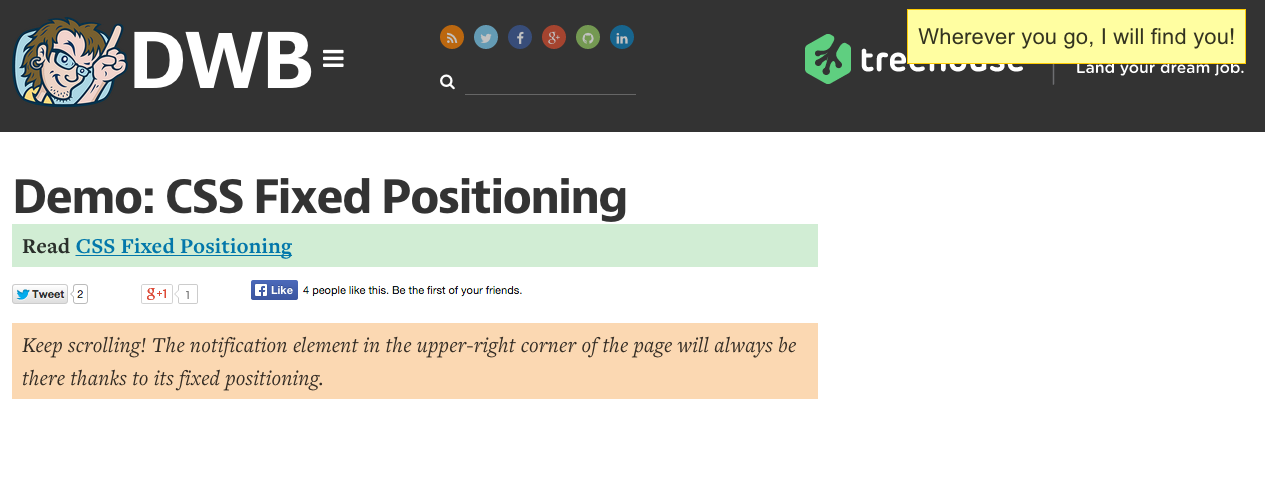 DWB
treehouse
Wherever you go, I will find you!
Land your dream job.
Demo: CSS Fixed Positioning
Read CSS Fixed Positioning
Tweet 2 g+1 1 Like 4 people like this. Be the first of your friends.
Keep scrolling! The notification element in the upper-right corner of the page will always be
there thanks to its fixed positioning.